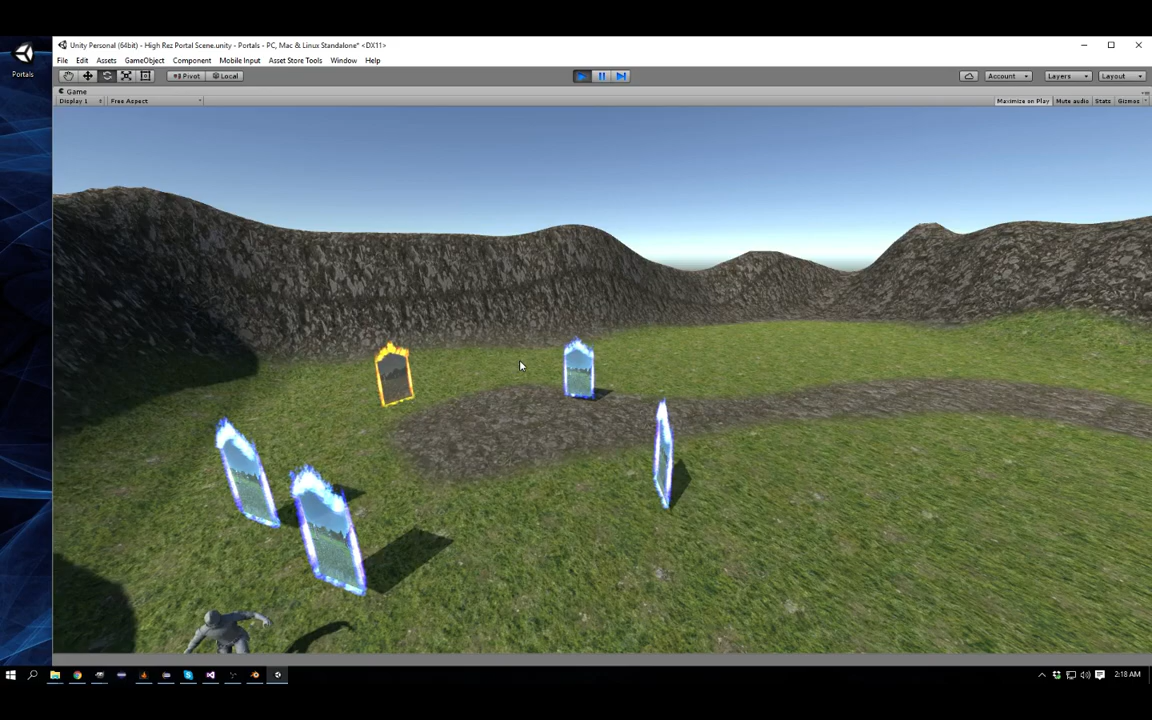 Unity Personal (64bit) - High Rez Portal Scene.unity - Portals - PC, Mac & Linux Standalone* <DX11>
Portals
File Edit Assets GameObject Component Mobile Input Asset Store Tools Window Help
Pivot Local Account Layers Layout
Game
Display 1 Free Aspect Maximize on Play Mute audio Stats Gizmos
2:18 AM